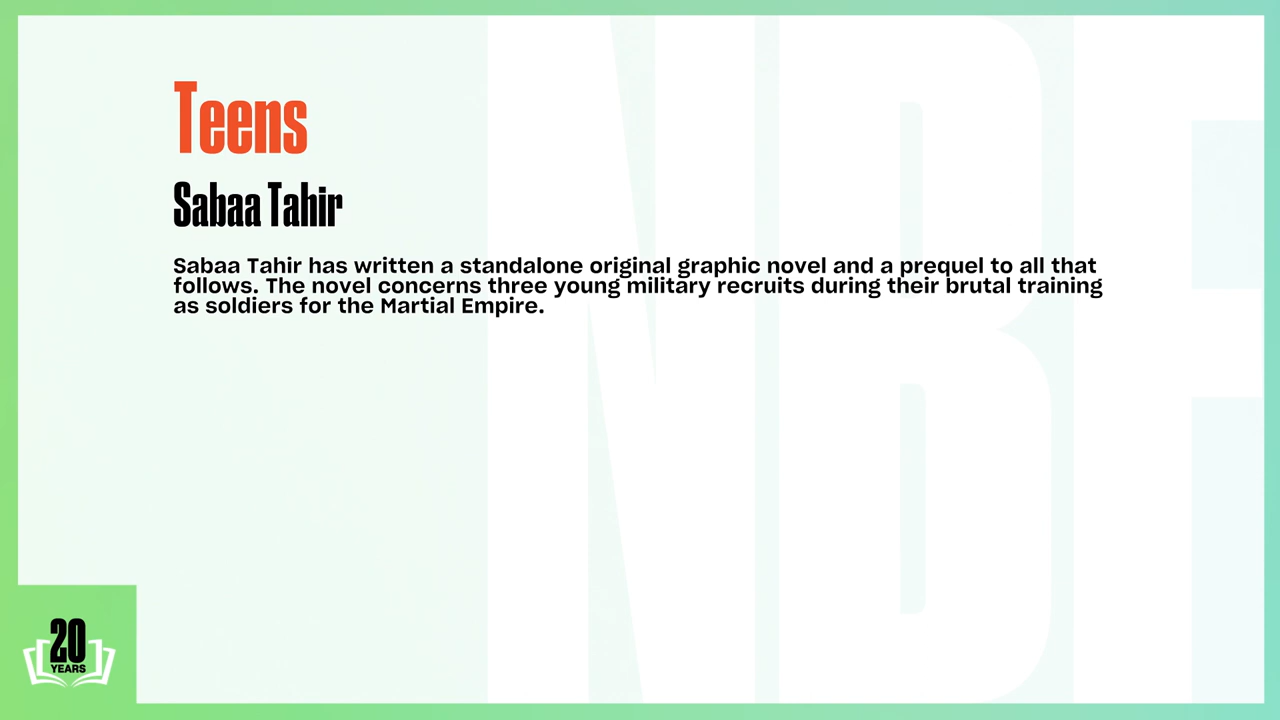 Teens
Sabaa Tahir
Sabaa Tahir has written a standalone original graphic novel and a prequel to all that
follows. The novel concerns three young military recruits during their brutal training
as soldiers for the Martial Empire.
NBF
20
YEARS